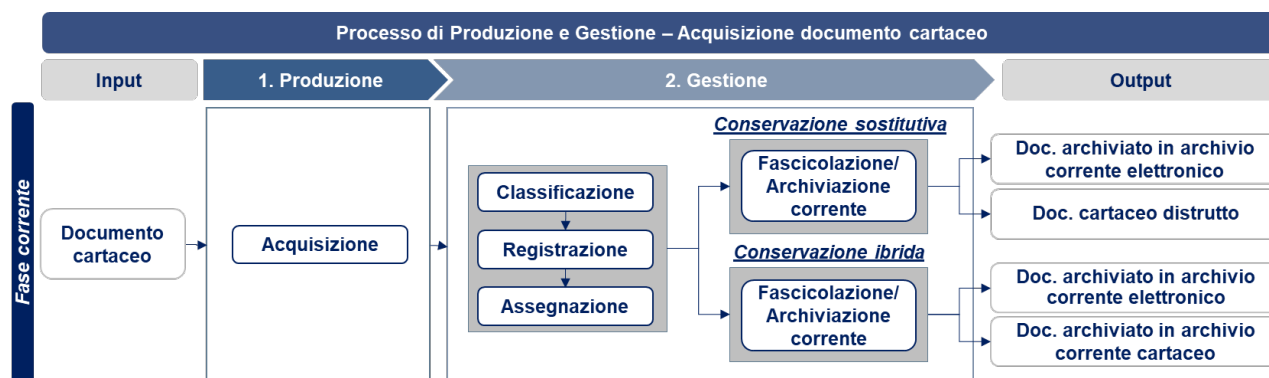 Processo di Produzione e Gestione – Acquisizione documento cartaceo
Input
1. Produzione
2. Gestione
Output
Fase corrente
Documento
cartaceo
Acquisizione
Classificazione
Registrazione
Assegnazione
Conservazione sostitutiva
Fascicolazione/
Archiviazione
corrente
Conservazione ibrida
Fascicolazione/
Archiviazione
corrente
Doc. archiviato in archivio
corrente elettronico
Doc. cartaceo distrutto
Doc. archiviato in archivio
corrente elettronico
Doc. archiviato in archivio
corrente cartaceo